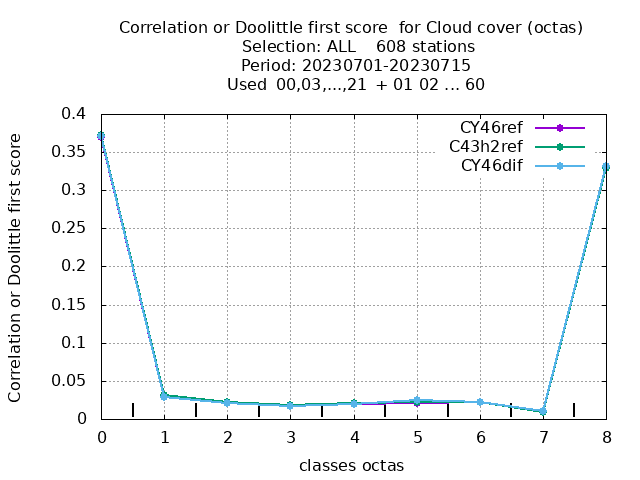 Correlation or Doolittle first score  for Cloud cover (octas)
Selection: ALL    608 stations
Period: 20230701-20230715
Used  00,03,...,21  + 01 02 ... 60
Correlation or Doolittle first score
0.4
0.35
0.3
0.25
0.2
0.15
0.1
0.05
0
CY46ref
C43h2ref
CY46dif
0 1 2 3 4 5 6 7 8
classes octas